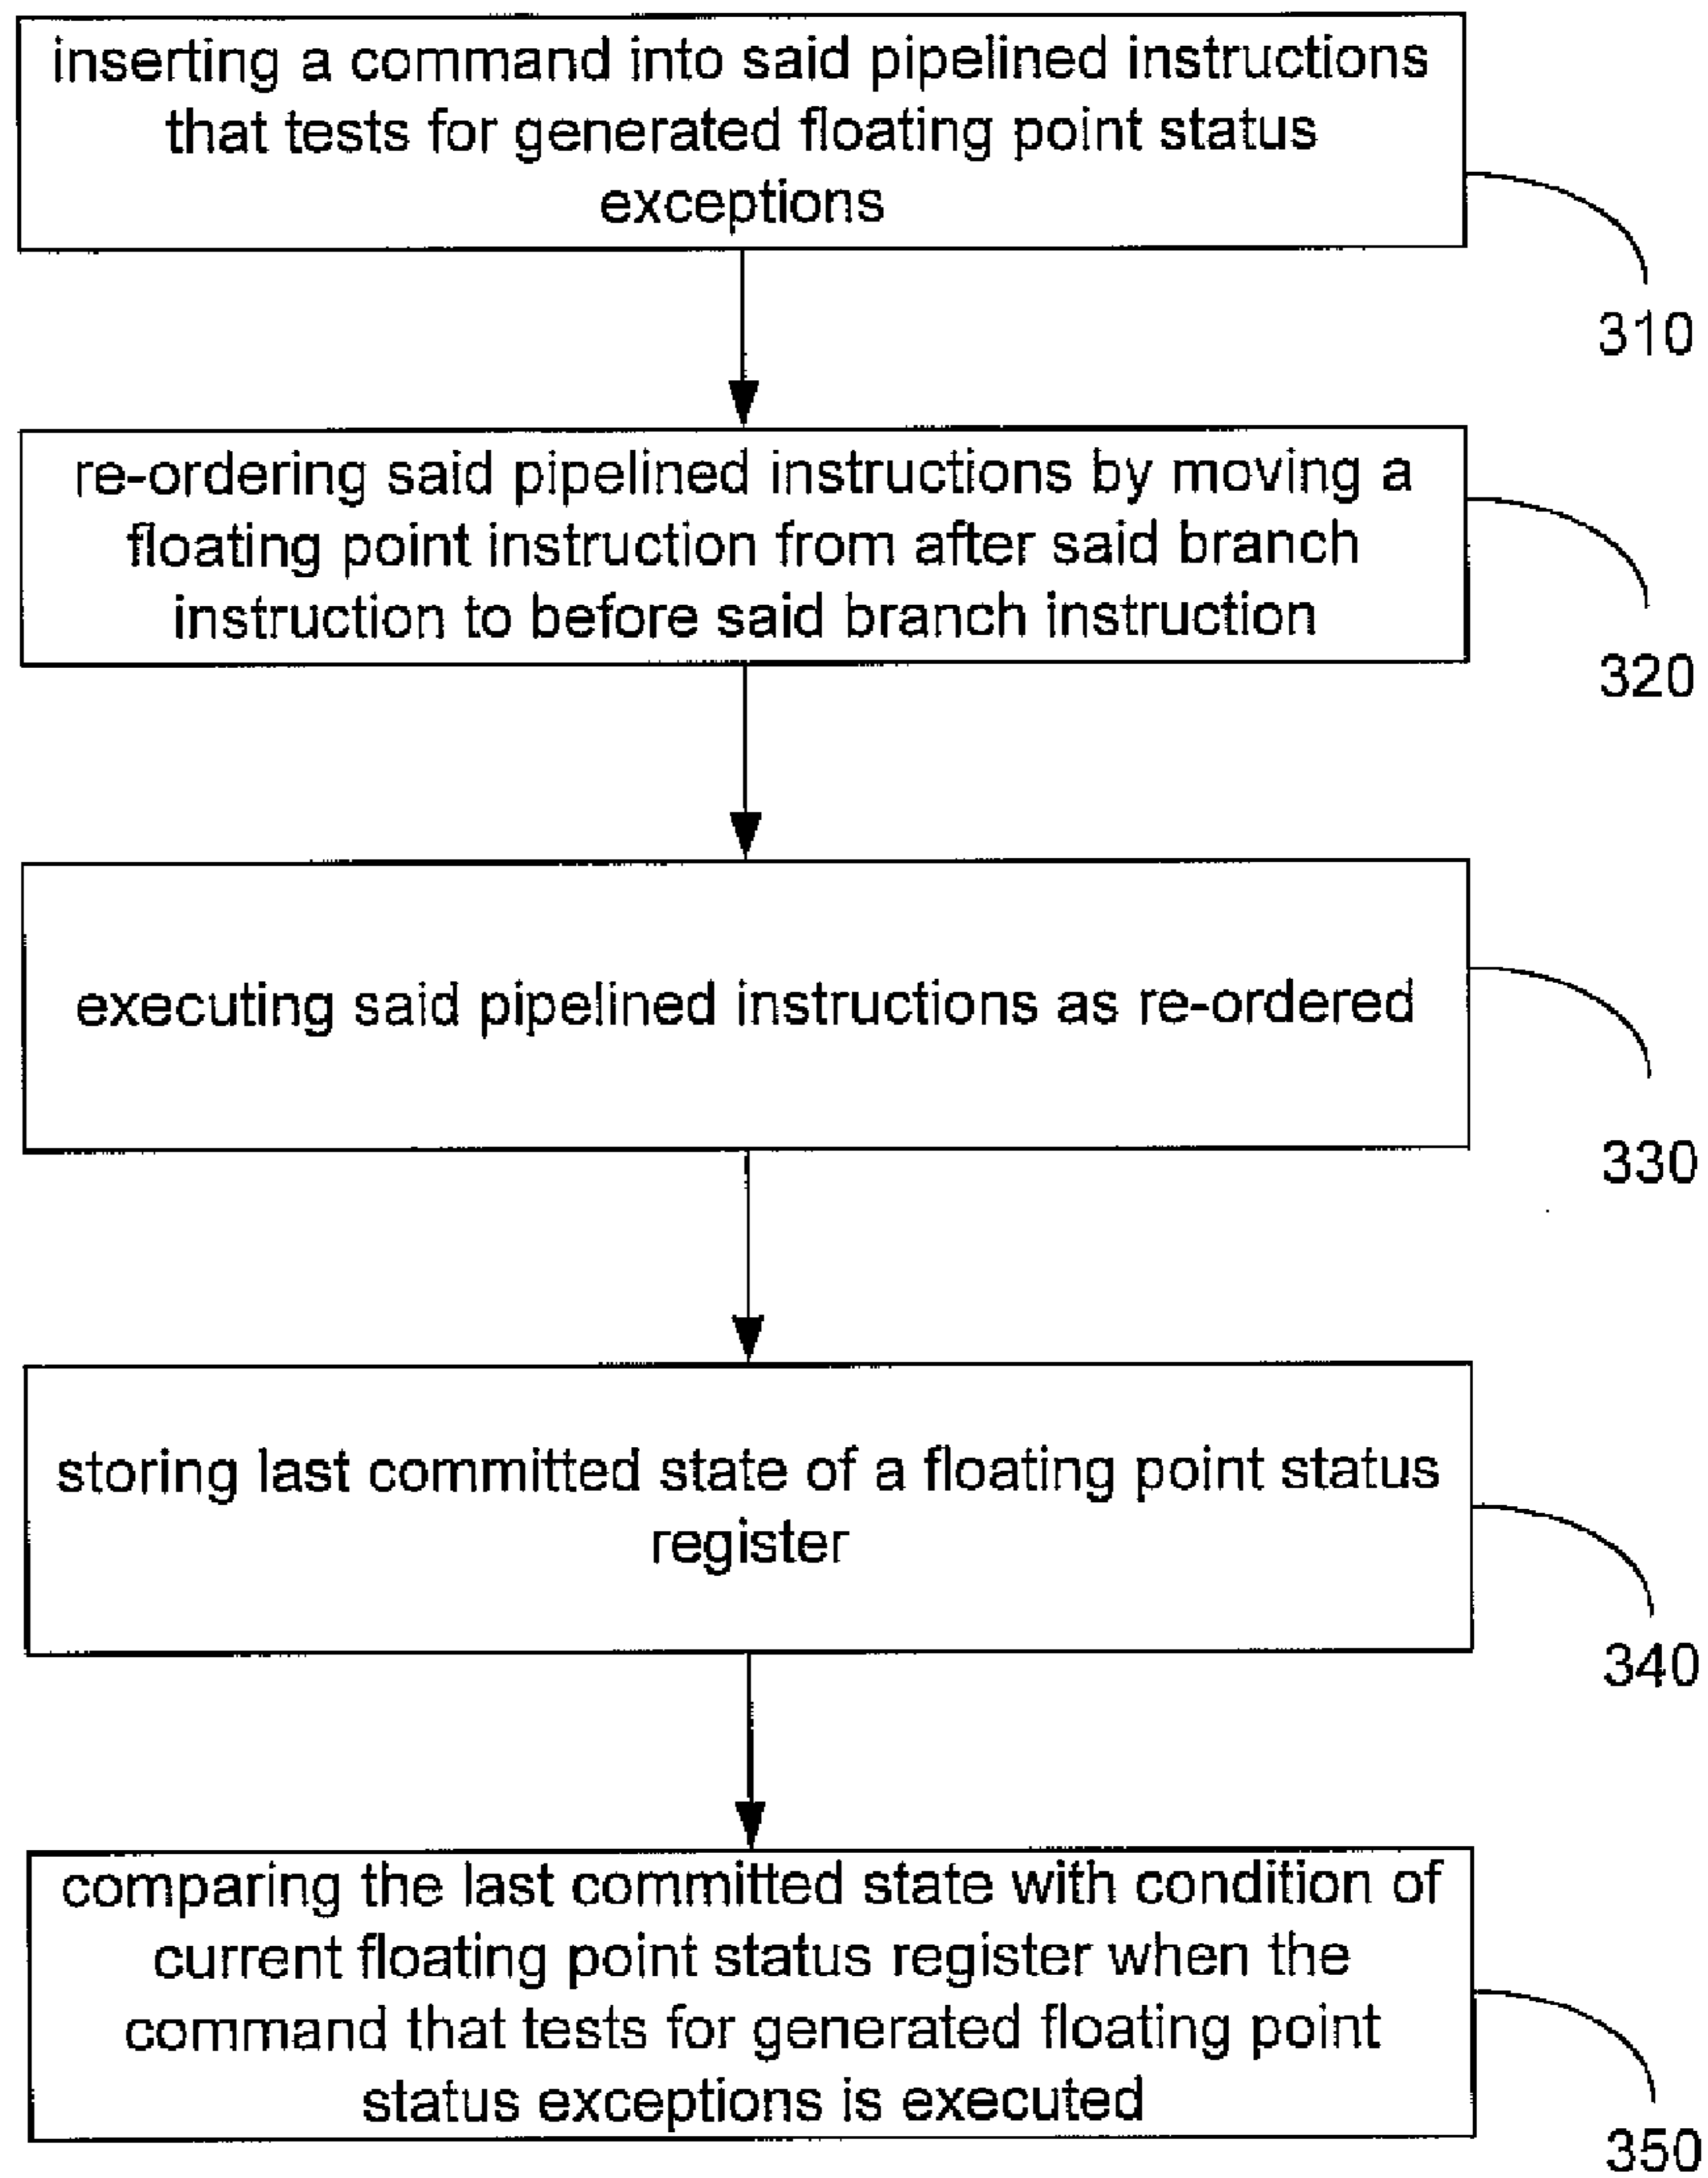 inserting a command into said pipelined instructions
that tests for generated floating point status
exceptions
310
re-ordering said pipelined instructions by moving a
floating point instruction from after said branch
instruction to before said branch instruction
320
executing said pipelined instructions as re-ordered
330
storing last committed state of a floating point status
register
340
comparing the last committed state with condition of
current floating point status register when the
command that tests for generated floating point
status exceptions is executed
350